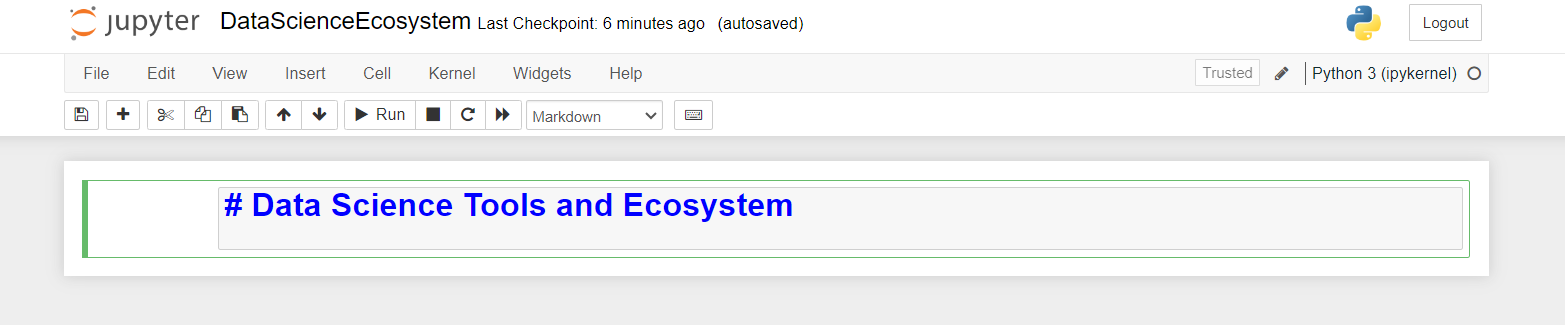 jupyter DataScienceEcosystem Last Checkpoint: 6 minutes ago (autosaved) Logout
File Edit View Insert Cell Kernel Widgets Help Trusted Python 3 (ipykernel)
Run Markdown
# Data Science Tools and Ecosystem